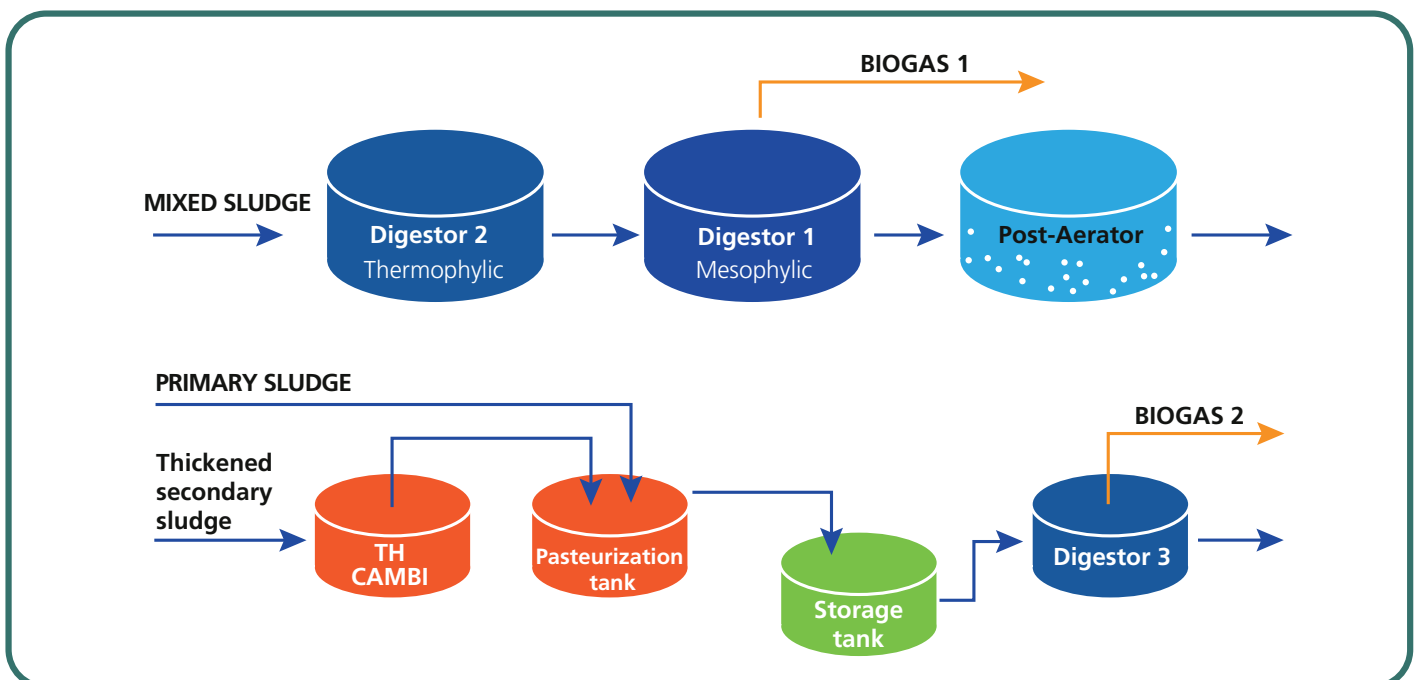 BIOGAS 1
MIXED SLUDGE
Digestor 2
Thermophylic
Digestor 1
Mesophylic
Post-Aerator
PRIMARY SLUDGE
Thickened
secondary
sludge
TH
CAMBI
Pasteurization
tank
Storage
tank
BIOGAS 2
Digestor 3